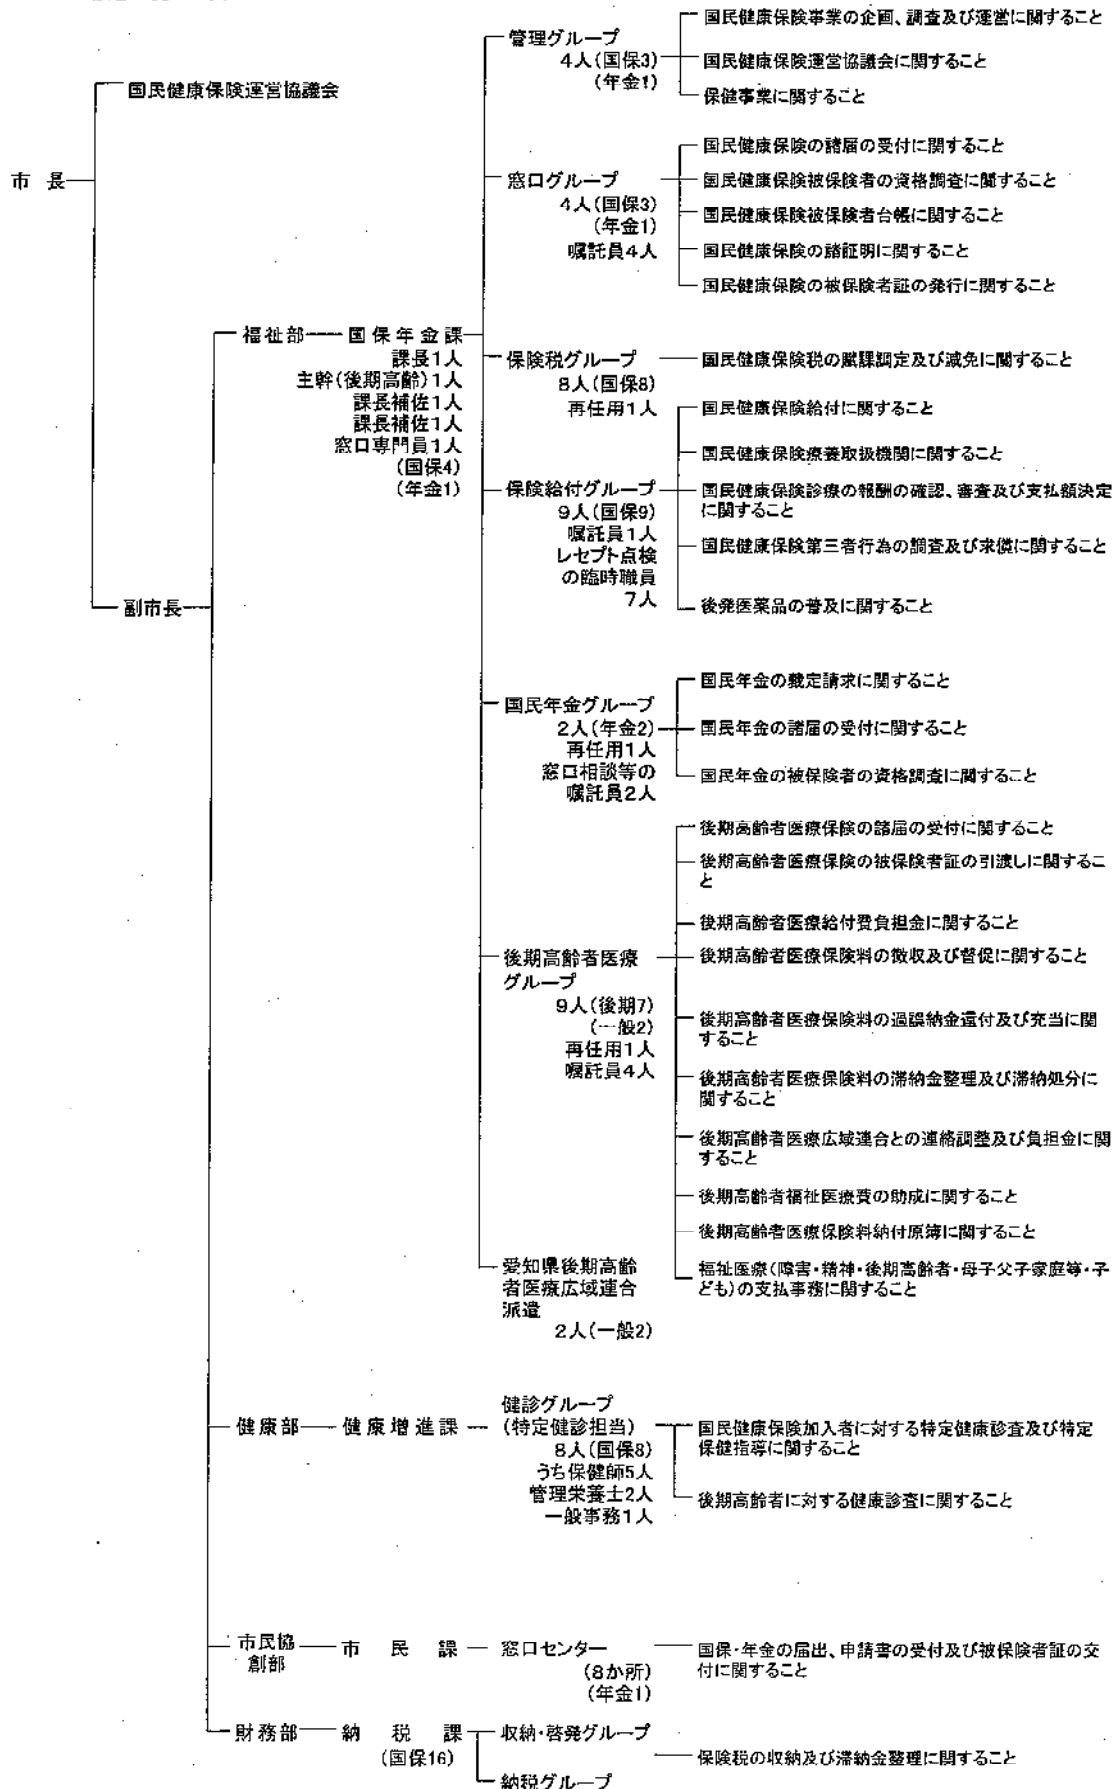 市長
国民健康保険運営協議会
副市長
福祉部
国保年金課
課長1人
主幹(後期高齢)1人
課長補佐1人
課長補佐1人
窓口専門員1人
(国保4)
(年金1)
管理グループ
4人(国保3)
(年金1)
国民健康保険事業の企画、調査及び運営に関すること
国民健康保険運営協議会に関すること
保健事業に関すること
窓口グループ
4人(国保3)
(年金1)
嘱託員4人
国民健康保険の諸届の受付に関すること
国民健康保険被保険者の資格調査に関すること
国民健康保険被保険者台帳に関すること
国民健康保険の諸証明に関すること
国民健康保険の被保険者証の発行に関すること
保険税グループ
8人(国保8)
再任用1人
国民健康保険税の賦課調定及び減免に関すること
保険給付グループ
9人(国保9)
嘱託員1人
レセプト点検
の臨時職員
7人
国民健康保険給付に関すること
国民健康保険療養取扱機関に関すること
国民健康保険診療の報酬の確認、審査及び支払額決定
に関すること
国民健康保険第三者行為の調査及び求償に関すること
後発医薬品の普及に関すること
国民年金グループ
2人(年金2)
再任用1人
窓口相談等の
嘱託員2人
国民年金の裁定請求に関すること
国民年金の諸届の受付に関すること
国民年金の被保険者の資格調査に関すること
後期高齢者医療
グループ
9人(後期7)
(一般2)
再任用1人
嘱託員4人
後期高齢者医療保険の諸届の受付に関すること
後期高齢者医療保険の被保険者証の引渡しに関するこ
と
後期高齢者医療給付費負担金に関すること
後期高齢者医療保険料の徴収及び督促に関すること
後期高齢者医療保険料の過誤納金還付及び充当に関
すること
後期高齢者医療保険料の滞納金整理及び滞納処分に
関すること
後期高齢者医療広域連合との連絡調整及び負担金に関
すること
後期高齢者福祉医療費の助成に関すること
後期高齢者医療保険料納付原簿に関すること
福祉医療(障害・精神・後期高齢者・母子父子家庭等・子
ども)の支払事務に関すること
愛知県後期高齢
者医療広域連合
派遣
2人(一般2)
健康部
健康増進課
健診グループ
(特定健診担当)
8人(国保8)
うち保健師5人
管理栄養士2人
一般事務1人
国民健康保険加入者に対する特定健康診査及び特定
保健指導に関すること
後期高齢者に対する健康診査に関すること
市民協
創部
市民課
窓口センター
(8か所)
(年金1)
国保・年金の届出、申請書の受付及び被保険者証の交
付に関すること
財務部
納税課
(国保16)
収納・啓発グループ
納税グループ
保険税の収納及び滞納金整理に関すること